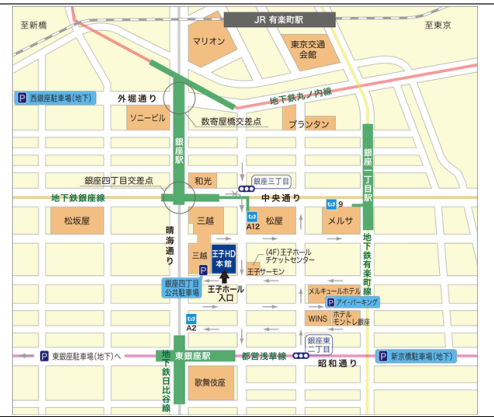 至新橋
JR 有楽町駅
至東京
マリオン
東京交通
会館
P 西銀座駐車場(地下)
外堀通り
地下鉄丸ノ内線
ソニービル
数寄屋橋交差点
プランタン
銀座駅
銀座一丁目駅
銀座四丁目交差点
和光
銀座三丁目
地下鉄銀座線
中央通り
9
松坂屋
三越
A12
松屋
メルサ
晴海通り
三越
王子HD
本館
(4F)王子ホール
チケットセンター
王子サーモン
地下鉄有楽町線
P
銀座四丁目
公共駐車場
王子ホール
入口
メルキュールホテル
P アイ・パーキング
A2
WINS
ホテル
モントレ銀座
銀座東
二丁目
P 東銀座駐車場(地下)へ
東銀座駅
都営浅草線
昭和通り
P 新京橋駐車場(地下)
地下鉄日比谷線
歌舞伎座